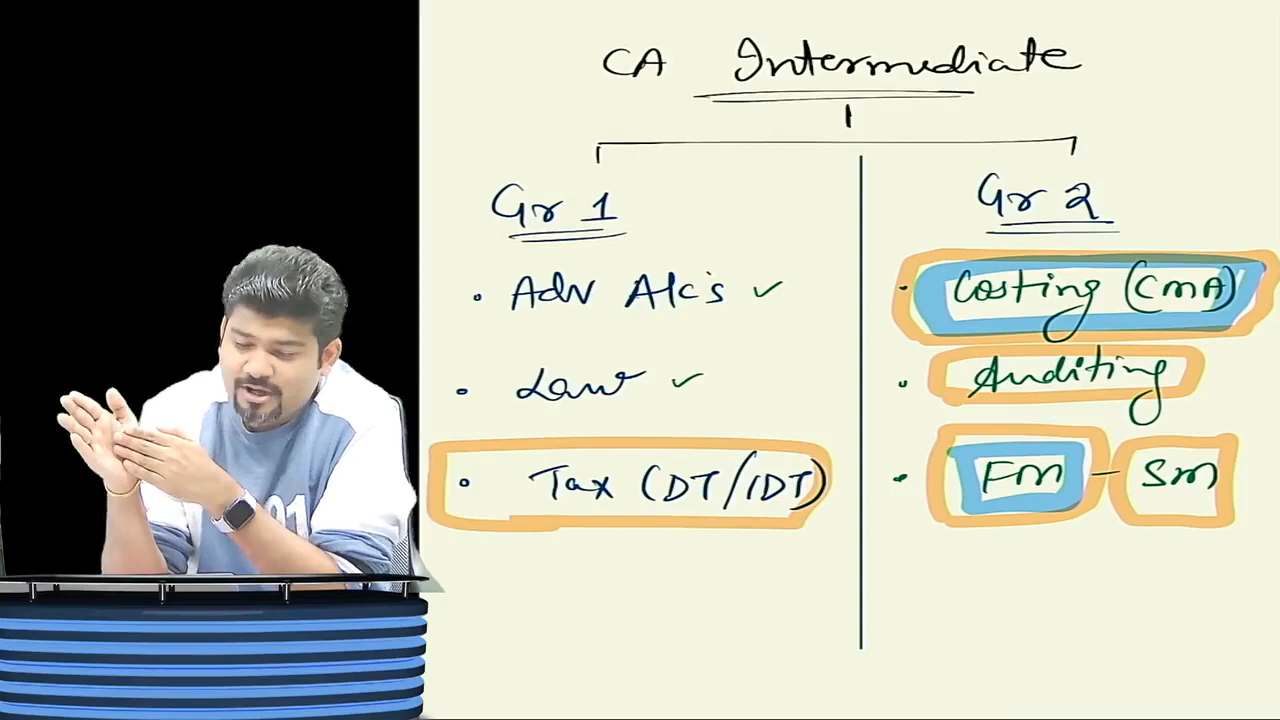 CA Intermediate
Gr 1
• Adv A/c's ✓
• Law ✓
• Tax (DT/IDT)
Gr 2
• Costing (CMA)
• Auditing
• FM - SM